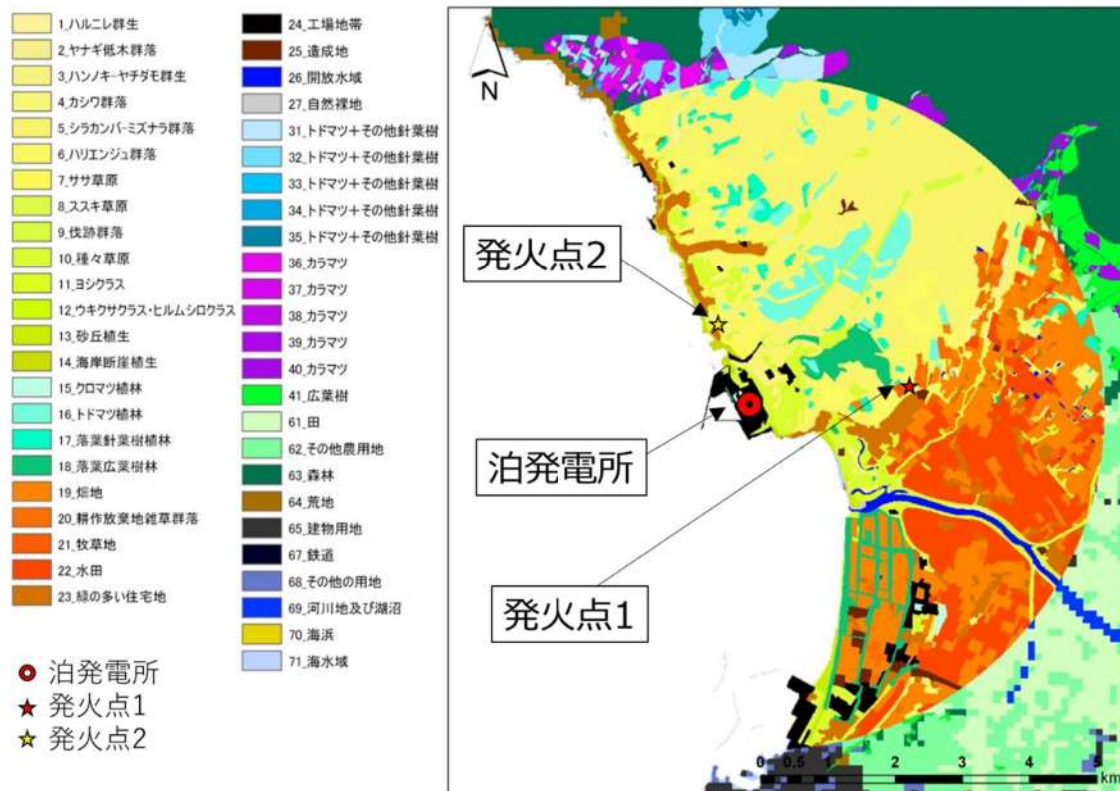 1_ハルニレ群生
2_ヤナギ低木群落
3_ハンノキ-ヤチダモ群生
4_カシワ群落
5_シラカンバ-ミズナラ群落
6_ハリエンジュ群落
7_ササ草原
8_ススキ草原
9_伐跡群落
10_種々草原
11_ヨシクラス
12_ウキクサクラス・ヒルムシロクラス
13_砂丘植生
14_海岸断崖植生
15_クロマツ植林
16_トドマツ植林
17_落葉針葉樹植林
18_落葉広葉樹林
19_畑地
20_耕作放棄地雑草群落
21_牧草地
22_水田
23_緑の多い住宅地
24_工場地帯
25_造成地
26_開放水域
27_自然裸地
31_トドマツ+その他針葉樹
32_トドマツ+その他針葉樹
33_トドマツ+その他針葉樹
34_トドマツ+その他針葉樹
35_トドマツ+その他針葉樹
36_カラマツ
37_カラマツ
38_カラマツ
39_カラマツ
40_カラマツ
41_広葉樹
61_田
62_その他農用地
63_森林
64_荒地
65_建物用地
67_鉄道
68_その他の用地
69_河川地及び湖沼
70_海浜
71_海水域
泊発電所
発火点1
発火点2
N
発火点2
泊発電所
発火点1
0 0.5 1 2 3 4 5
km